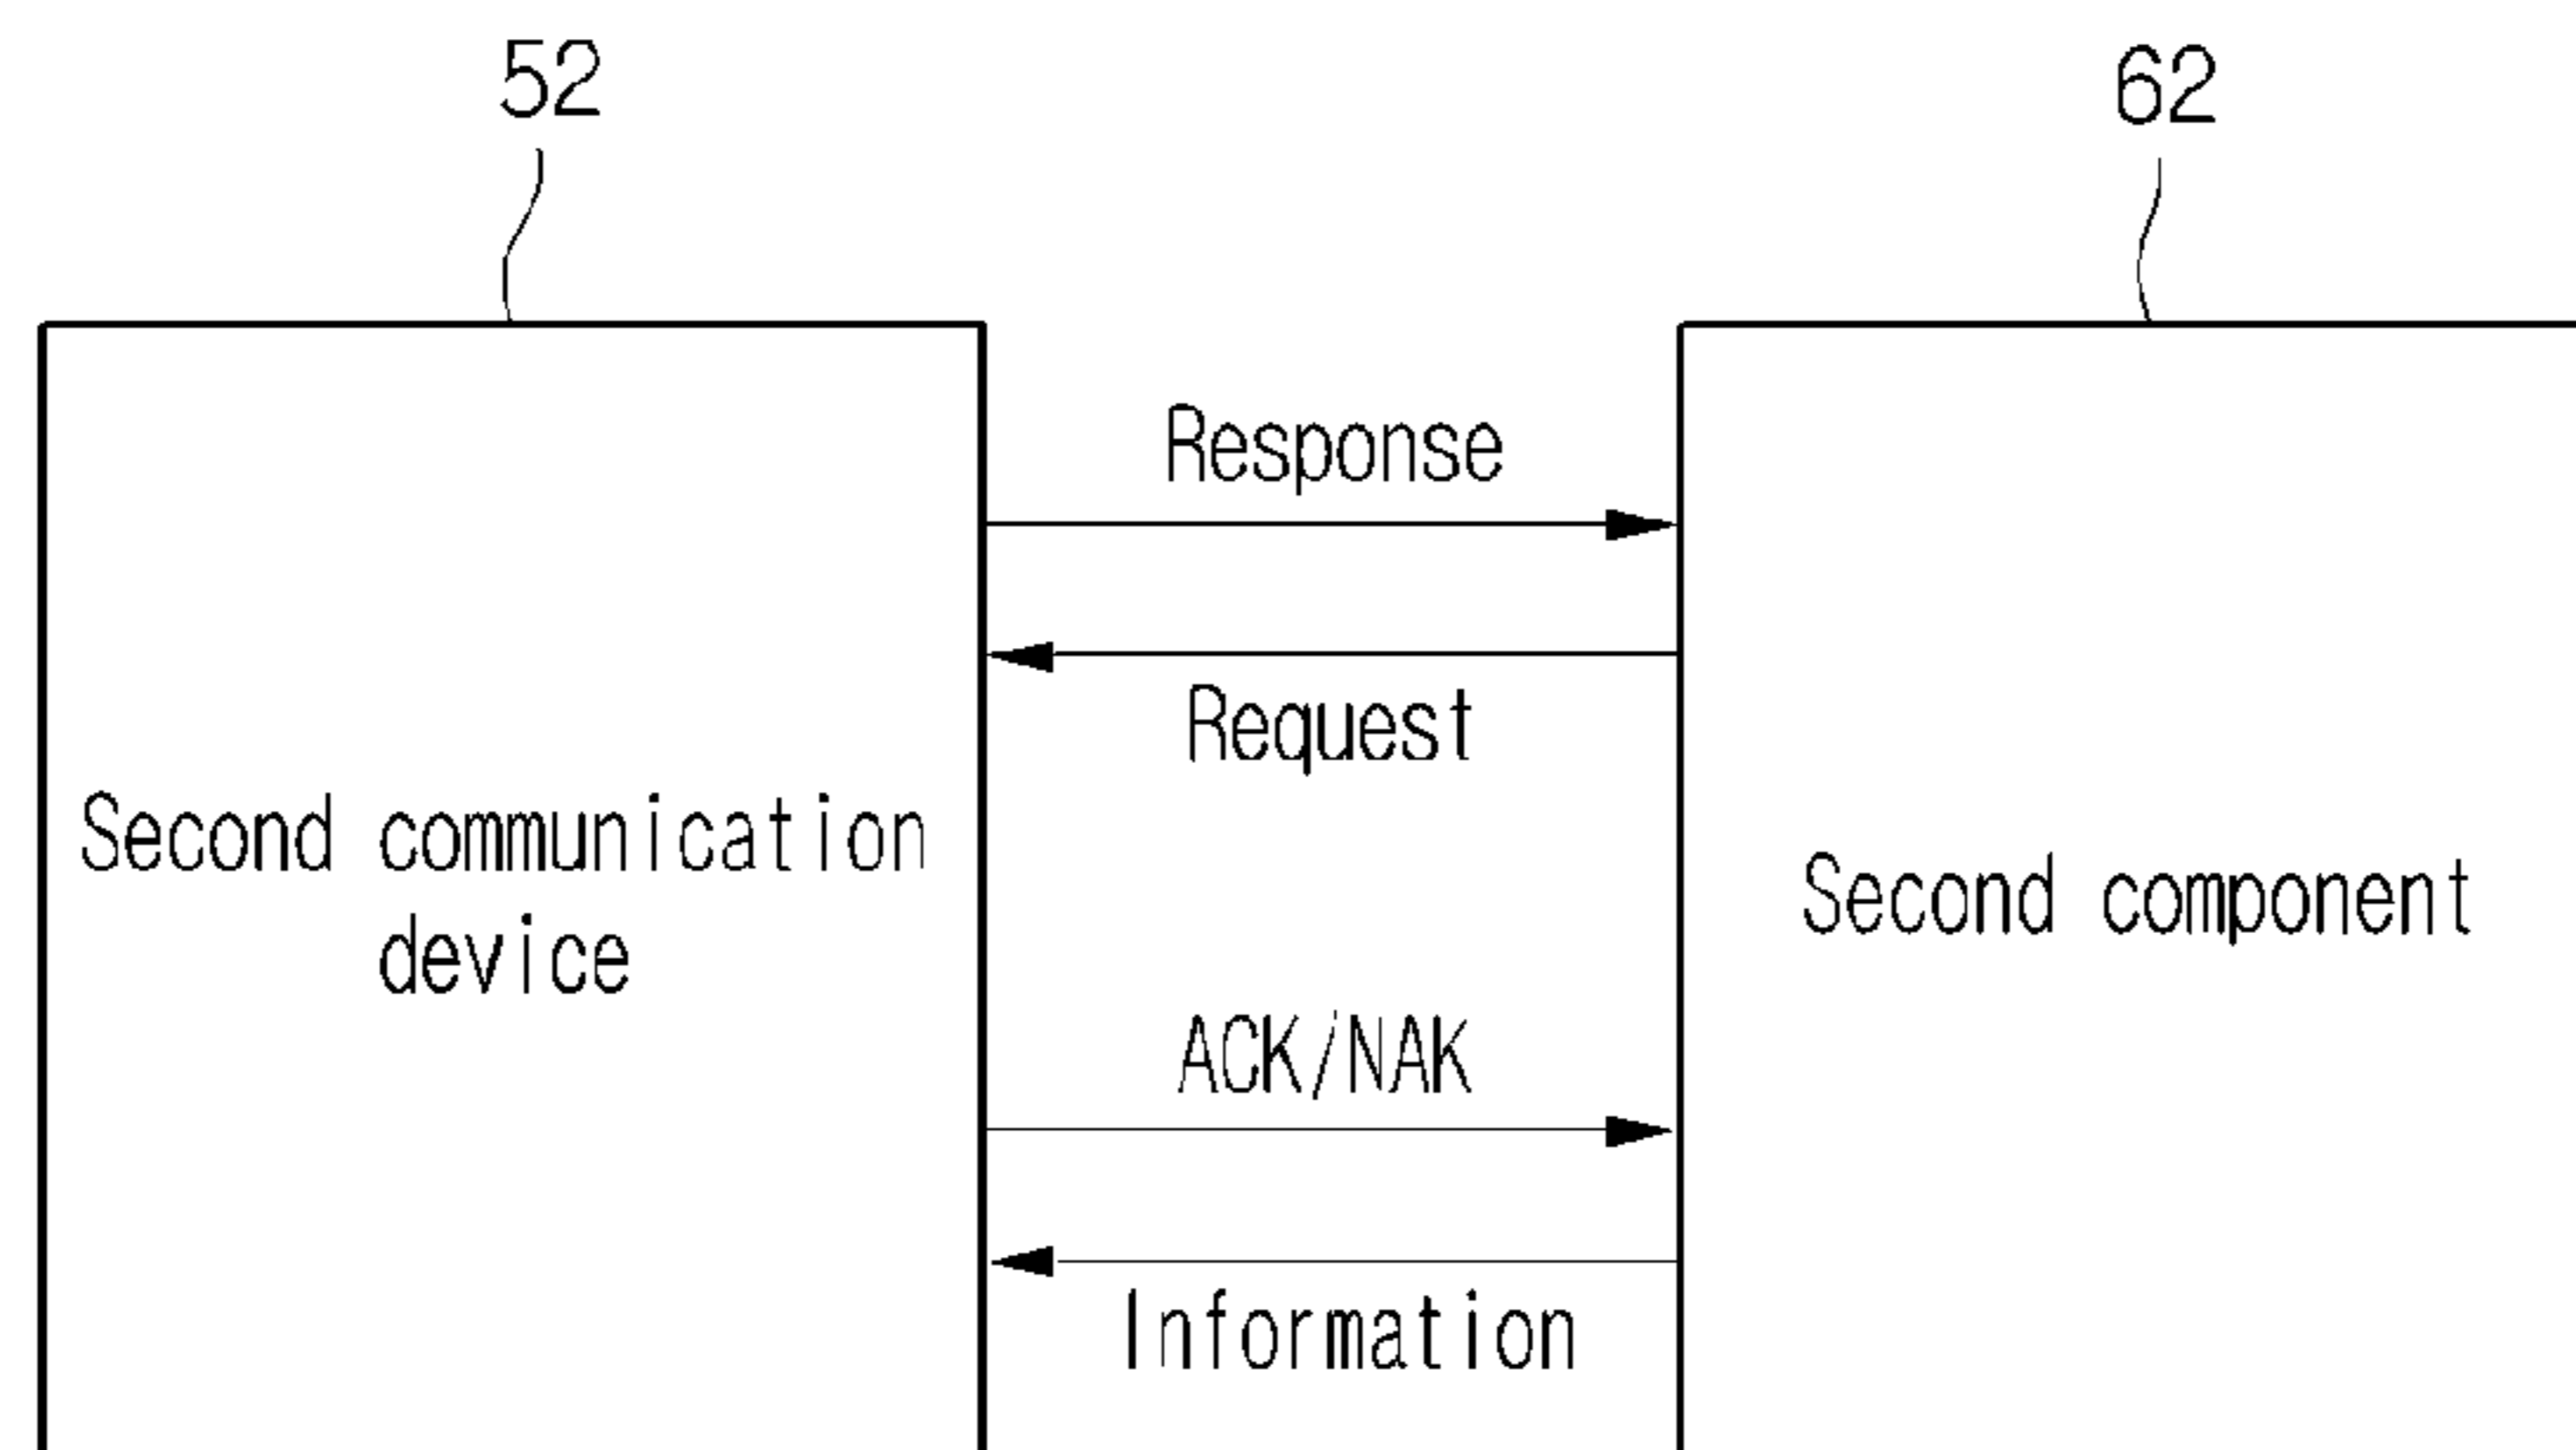 52
62
Response
Request
Second communication
device
Second component
ACK/NAK
Information